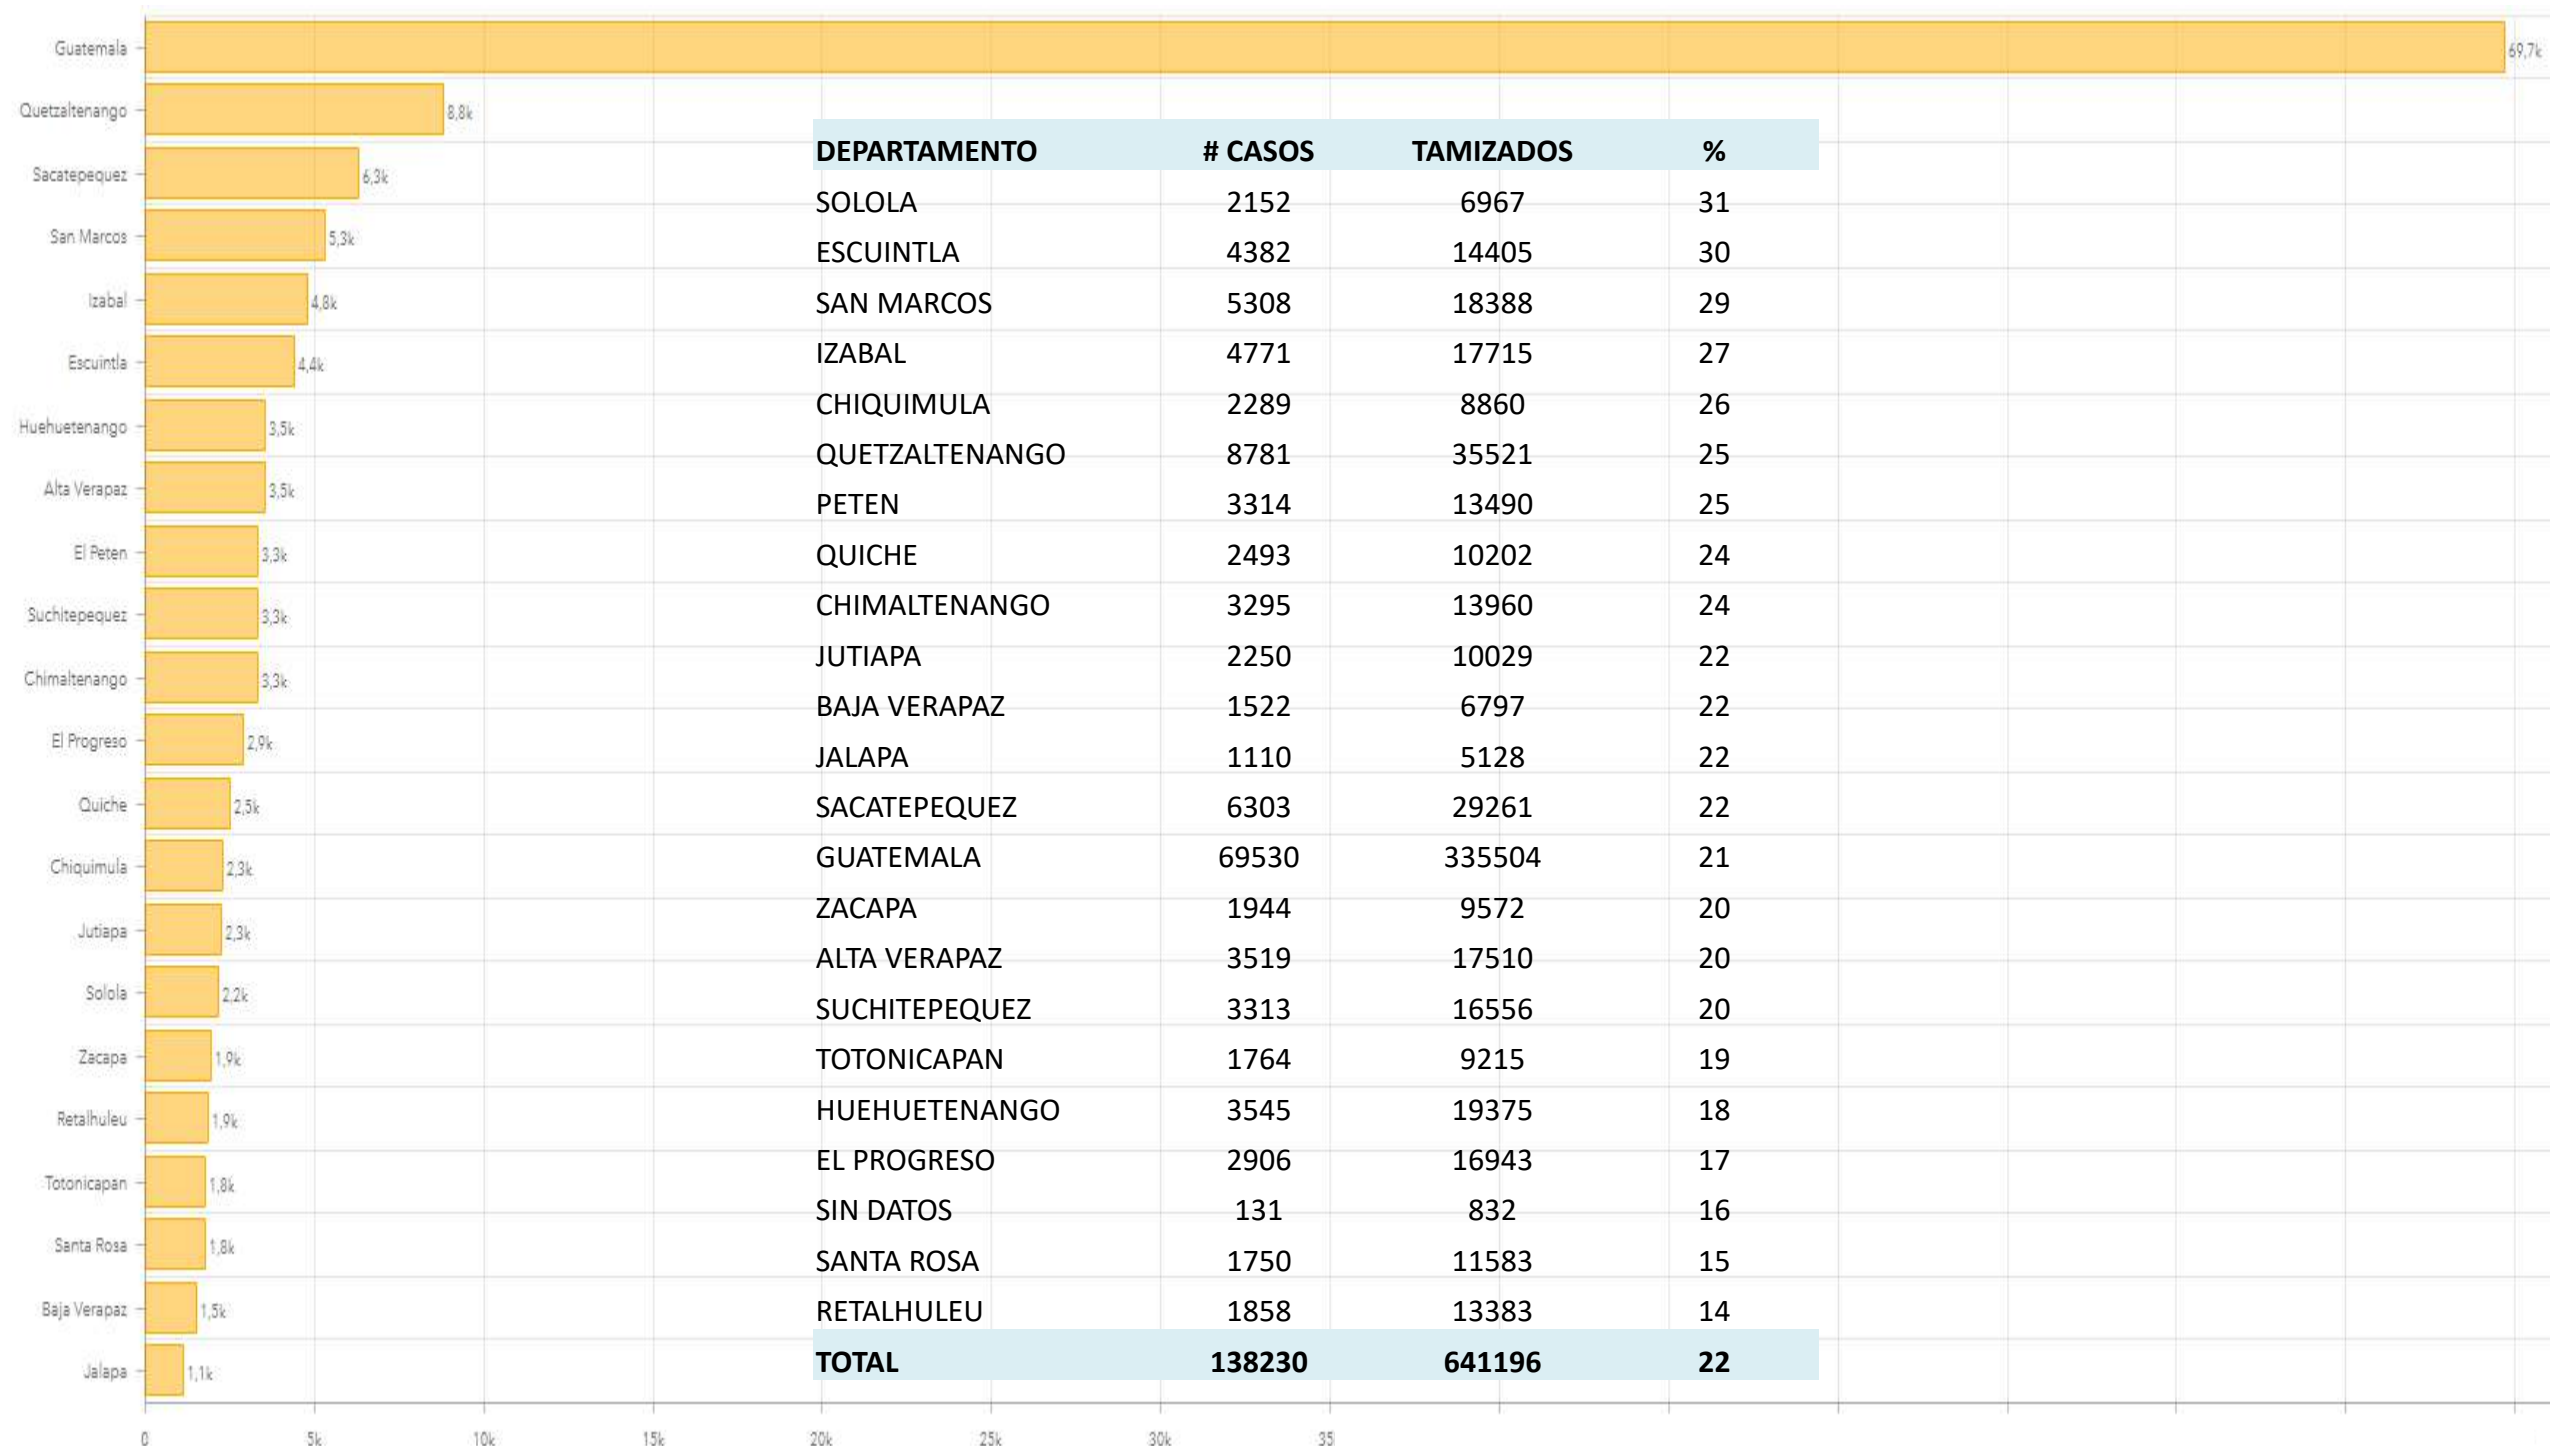 Guatemala 69,7k
Quetzaltenango 8,8k
Sacatepequez 6,3k
San Marcos 5,3k
Izabal 4,8k
Escuintla 4,4k
Huehuetenango 3,5k
Alta Verapaz 3,5k
El Peten 3,3k
Suchitepequez 3,3k
Chimaltenango 3,3k
El Progreso 2,9k
Quiche 2,5k
Chiquimula 2,3k
Jutiapa 2,3k
Solola 2,2k
Zacapa 1,9k
Retalhuleu 1,9k
Totonicapan 1,8k
Santa Rosa 1,8k
Baja Verapaz 1,5k
Jalapa 1,1k
0 5k 10k 15k 20k 25k 30k 35
DEPARTAMENTO # CASOS TAMIZADOS %
SOLOLA 2152 6967 31
ESCUINTLA 4382 14405 30
SAN MARCOS 5308 18388 29
IZABAL 4771 17715 27
CHIQUIMULA 2289 8860 26
QUETZALTENANGO 8781 35521 25
PETEN 3314 13490 25
QUICHE 2493 10202 24
CHIMALTENANGO 3295 13960 24
JUTIAPA 2250 10029 22
BAJA VERAPAZ 1522 6797 22
JALAPA 1110 5128 22
SACATEPEQUEZ 6303 29261 22
GUATEMALA 69530 335504 21
ZACAPA 1944 9572 20
ALTA VERAPAZ 3519 17510 20
SUCHITEPEQUEZ 3313 16556 20
TOTONICAPAN 1764 9215 19
HUEHUETENANGO 3545 19375 18
EL PROGRESO 2906 16943 17
SIN DATOS 131 832 16
SANTA ROSA 1750 11583 15
RETALHULEU 1858 13383 14
TOTAL 138230 641196 22